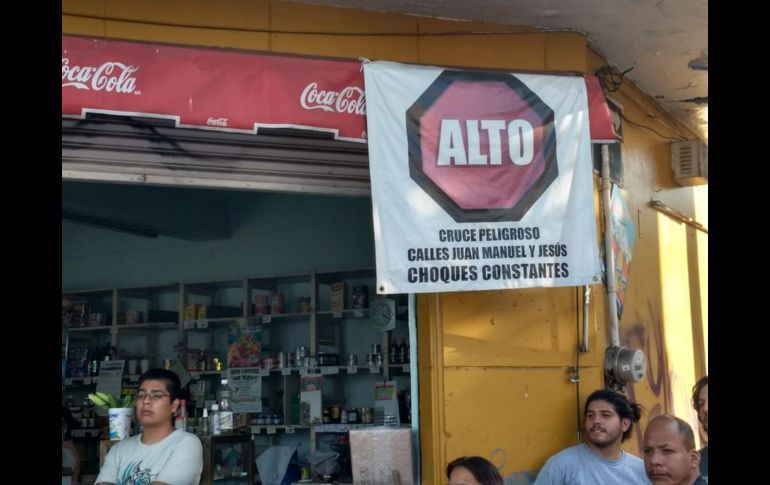 Coca-Cola
Coca-Cola
Coca-Cola
ALTO
CRUCE PELIGROSO
CALLES JUAN MANUEL Y JESÚS
CHOQUES CONSTANTES